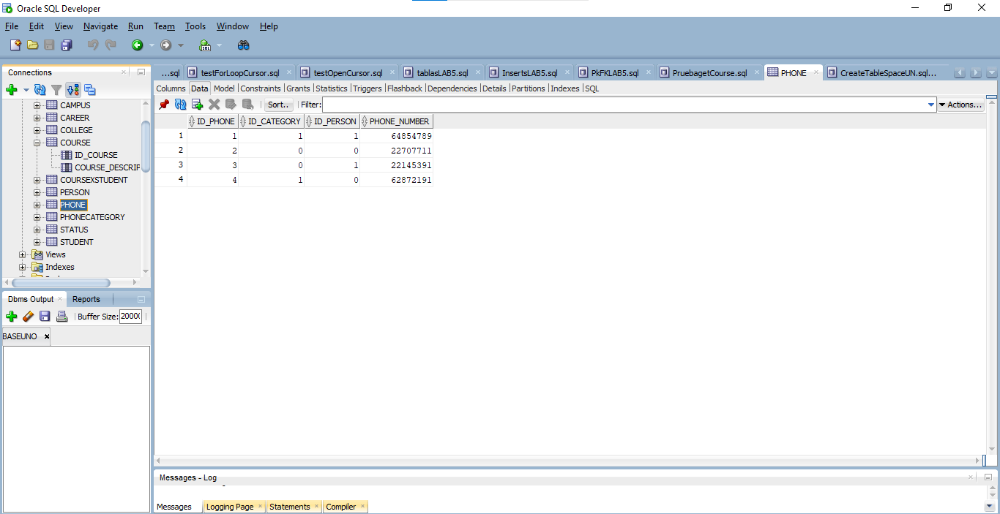 Oracle SQL Developer
File Edit View Navigate Run Team Tools Window Help
Connections
CAMPUS
CAREER
COLLEGE
COURSE
ID_COURSE
COURSE_DESCRIP
COURSEXSTUDENT
PERSON
PHONE
PHONECATEGORY
STATUS
STUDENT
Views
Indexes
Dbms Output Reports
Buffer Size: 20000
BASEUNO
...sql testForLoopCursor.sql testOpenCursor.sql tablasLAB5.sql InsertsLAB5.sql PkFKLAB5.sql PruebagetCourse.sql PHONE CreateTableSpaceUN.sql...
Columns Data Model Constraints Grants Statistics Triggers Flashback Dependencies Details Partitions Indexes SQL
Sort.. Filter: Actions...
ID_PHONE ID_CATEGORY ID_PERSON PHONE_NUMBER
1 1 1 1 64854789
2 2 0 0 22707711
3 3 0 1 22145391
4 4 1 0 62872191
Messages - Log
Messages Logging Page Statements Compiler